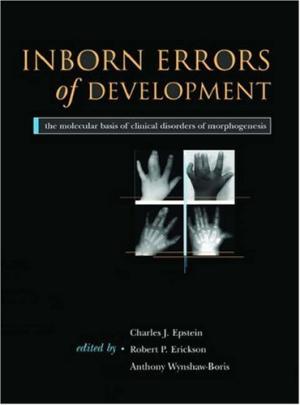 INBORN ERRORS
of DEVELOPMENT
the molecular basis of clinical disorders of morphogenesis
Charles J. Epstein
edited by • Robert P. Erickson
Anthony Wynshaw-Boris